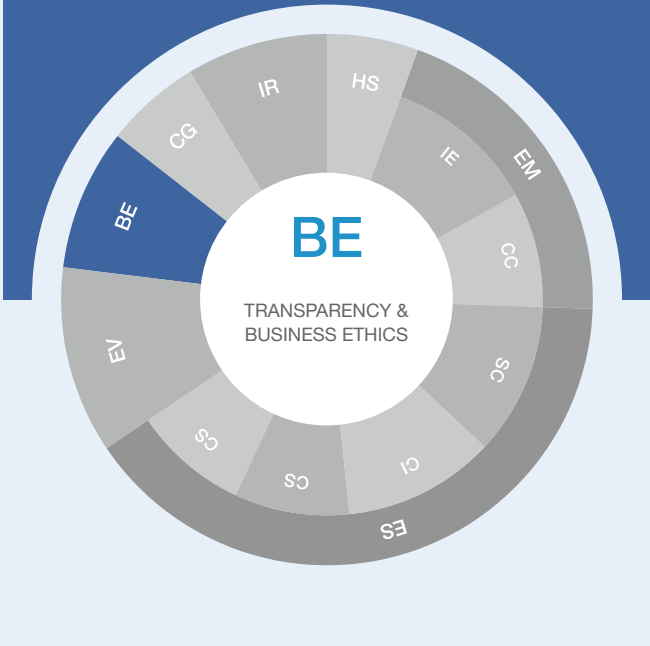 HS
EM
IE
CC
SC
CI
ES
CS
CS
EV
BE
CG
IR
BE
TRANSPARENCY &
BUSINESS ETHICS